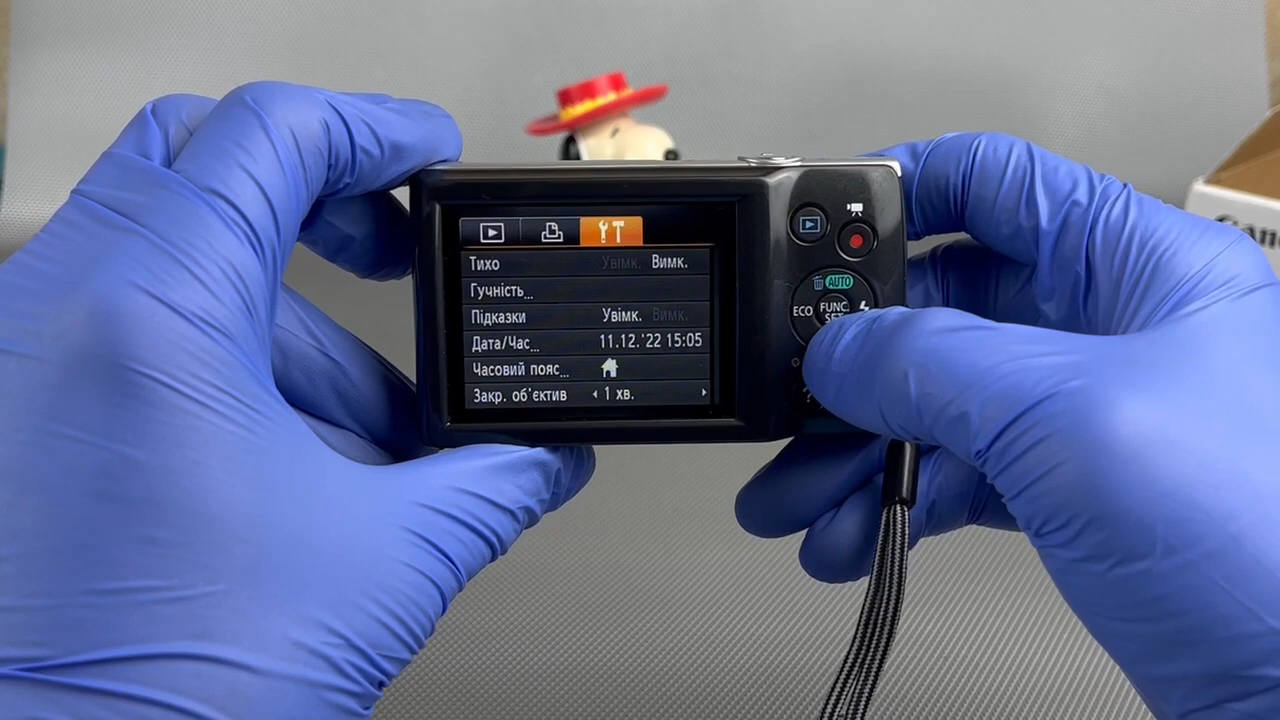 Тихо Увімк. Вимк.
Гучність...
Підказки Увімк. Вимк.
Дата/Час... 11.12.'22 15:05
Часовий пояс...
Закр. об'єктив 1 хв.
AUTO
ECO
FUNC.
SET